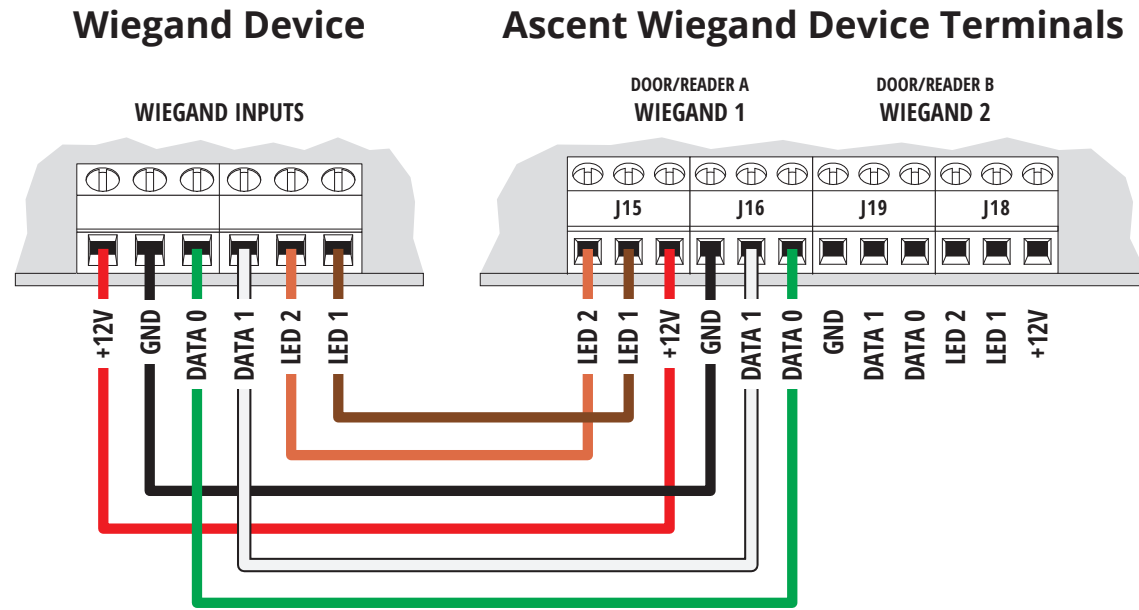 Wiegand Device
Ascent Wiegand Device Terminals
WIEGAND INPUTS
DOOR/READER A
WIEGAND 1
DOOR/READER B
WIEGAND 2
J15
J16
J19
J18
+12V
GND
DATA 0
DATA 1
LED 2
LED 1
LED 2
LED 1
+12V
GND
DATA 1
DATA 0
GND
DATA 1
DATA 0
LED 2
LED 1
+12V